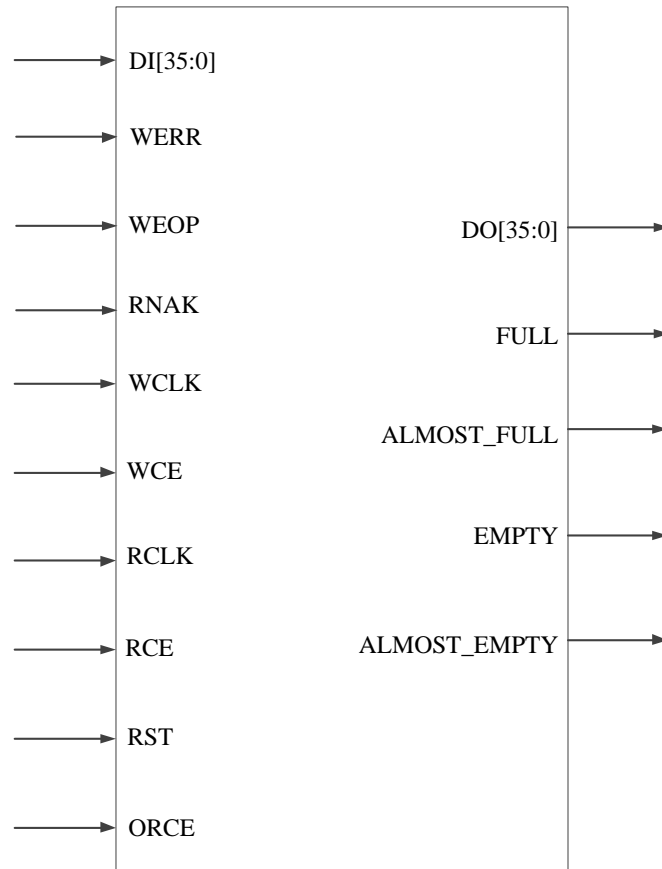 DI[35:0]
WERR
WEOP
RNAK
WCLK
WCE
RCLK
RCE
RST
ORCE
DO[35:0]
FULL
ALMOST_FULL
EMPTY
ALMOST_EMPTY